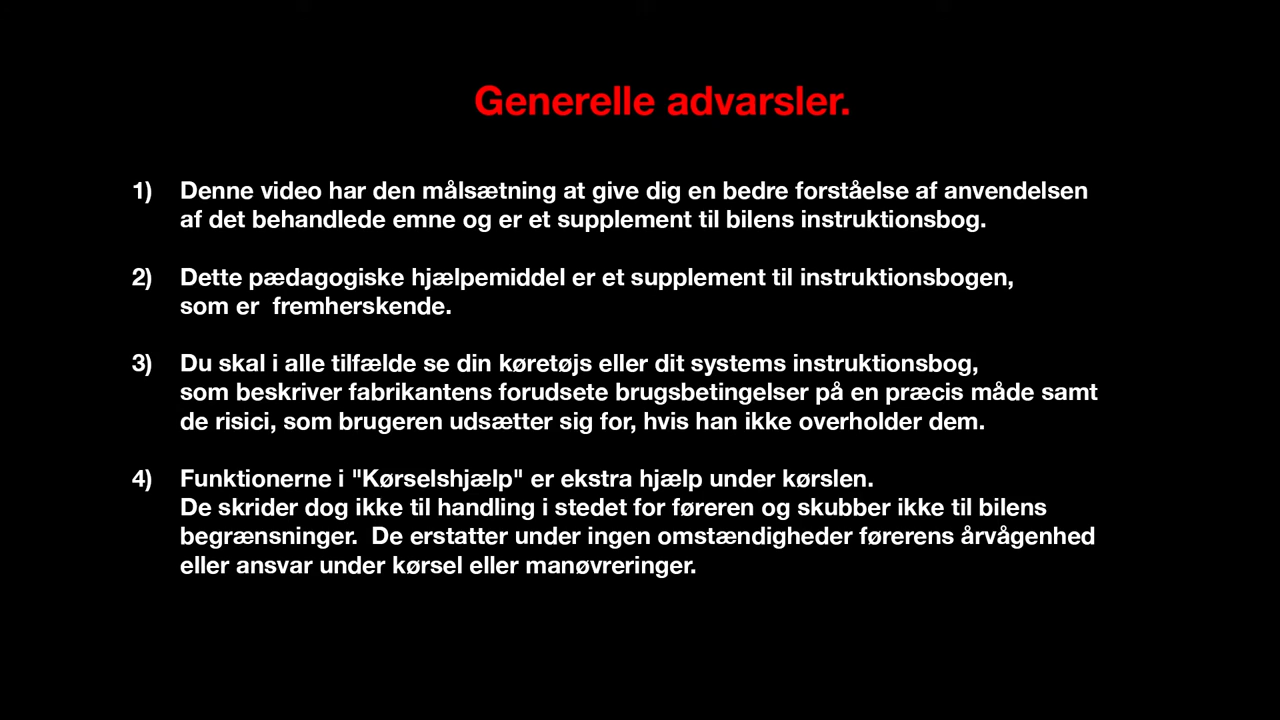 Generelle advarsler.
1) Denne video har den målsætning at give dig en bedre forståelse af anvendelsen
af det behandlede emne og er et supplement til bilens instruktionsbog.
2) Dette pædagogiske hjælpemiddel er et supplement til instruktionsbogen,
som er  fremherskende.
3) Du skal i alle tilfælde se din køretøjs eller dit systems instruktionsbog,
som beskriver fabrikantens forudsete brugsbetingelser på en præcis måde samt
de risici, som brugeren udsætter sig for, hvis han ikke overholder dem.
4) Funktionerne i "Kørselshjælp" er ekstra hjælp under kørslen.
De skrider dog ikke til handling i stedet for føreren og skubber ikke til bilens
begrænsninger.  De erstatter under ingen omstændigheder førerens årvågenhed
eller ansvar under kørsel eller manøvreringer.